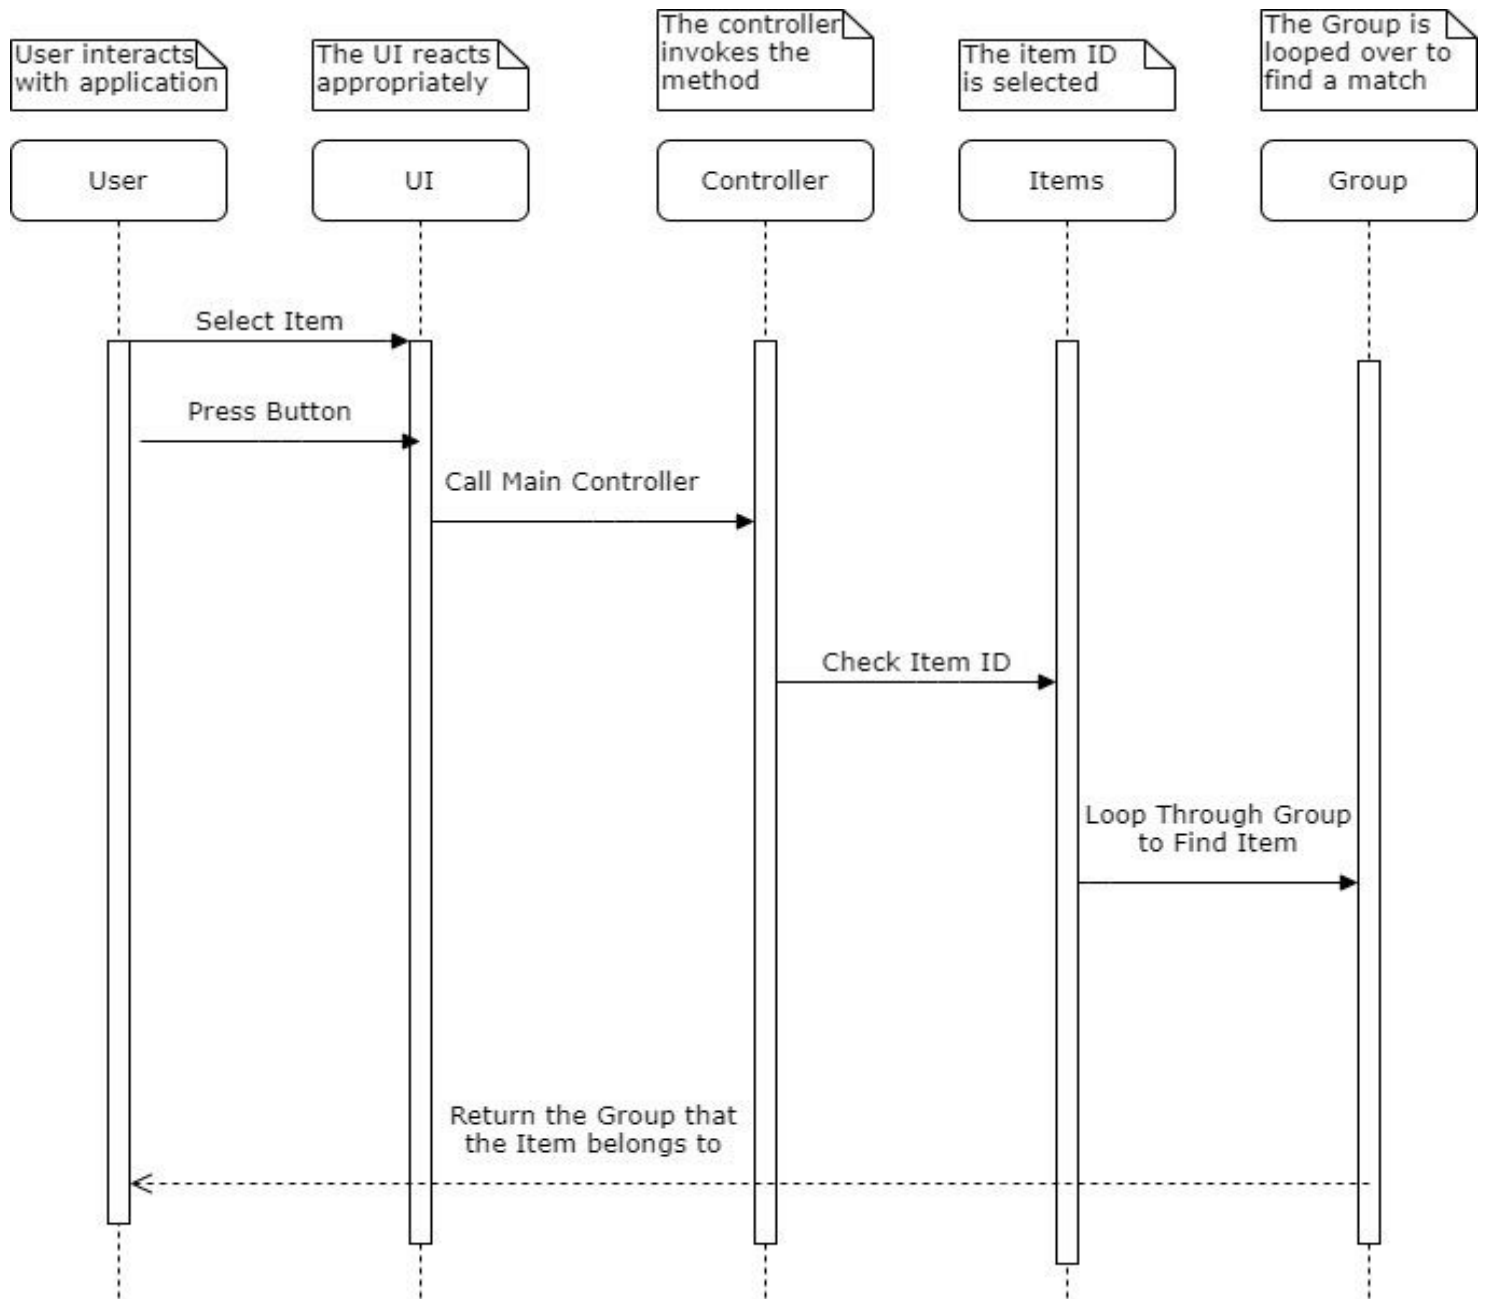 User interacts
with application
The UI reacts
appropriately
The controller
invokes the
method
The item ID
is selected
The Group is
looped over to
find a match
User
UI
Controller
Items
Group
Select Item
Press Button
Call Main Controller
Check Item ID
Loop Through Group
to Find Item
Return the Group that
the Item belongs to